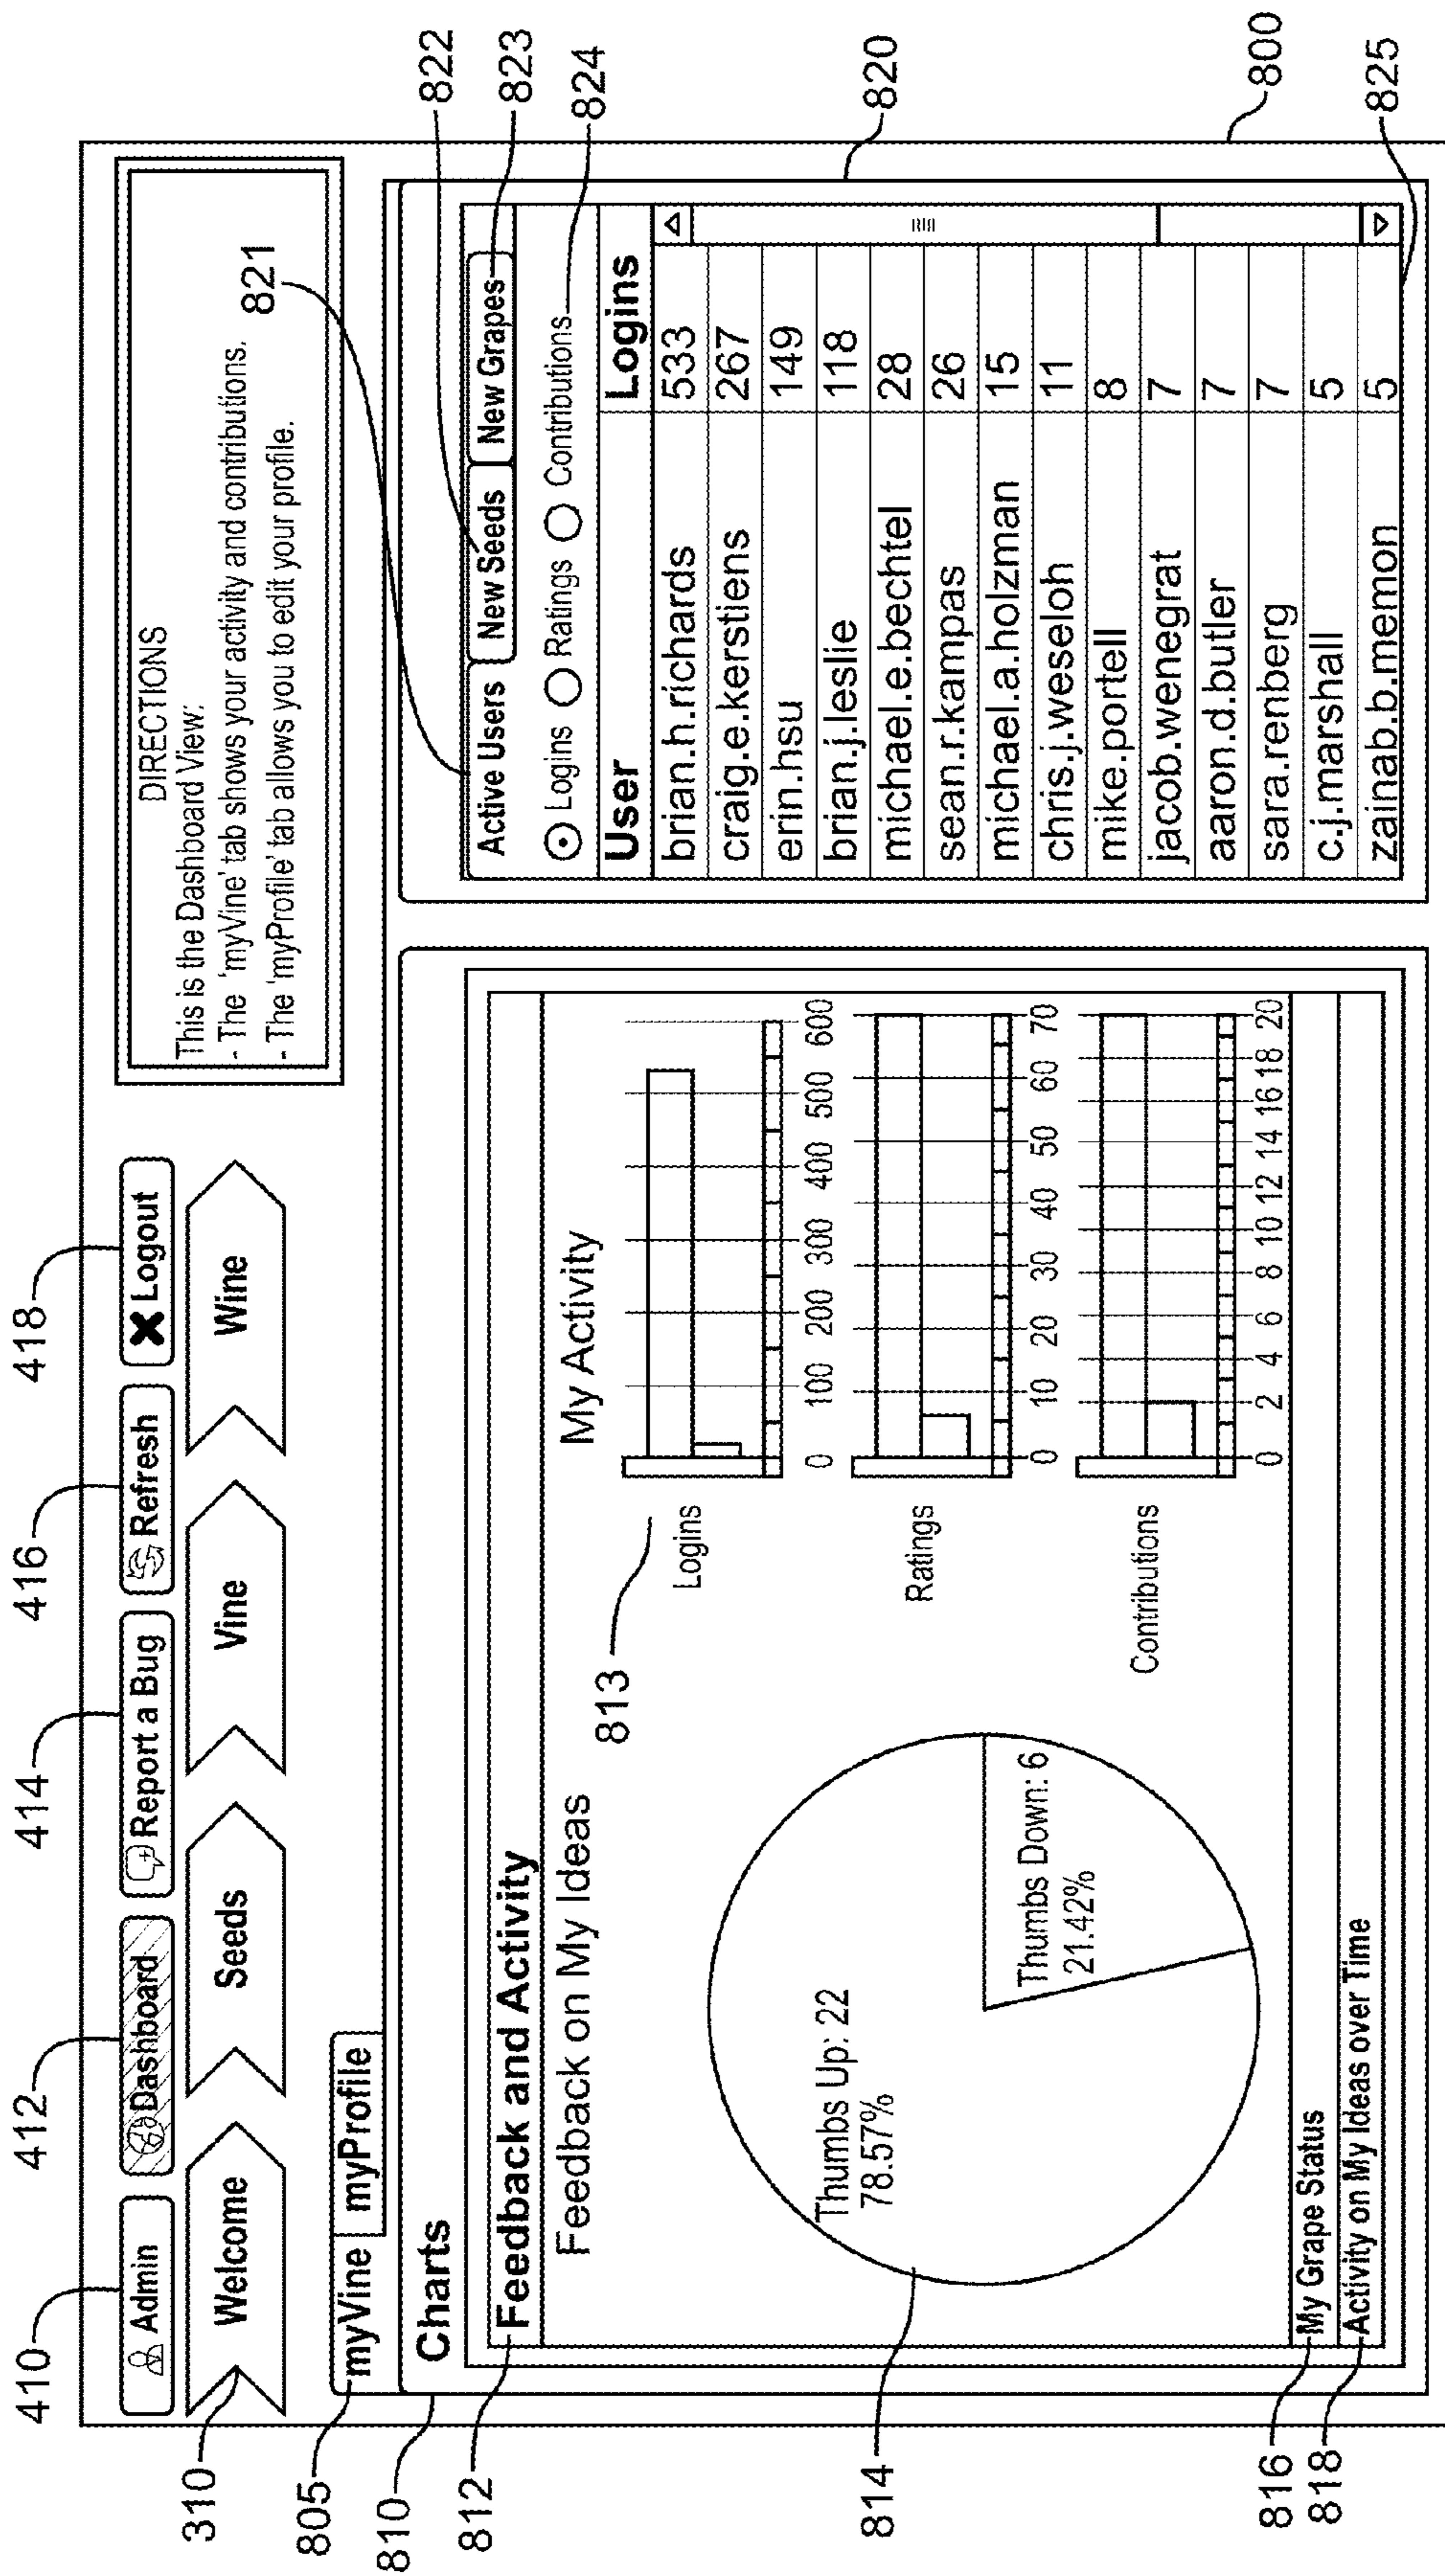 410 412 414 416 418
Admin Dashboard Report a Bug Refresh Logout
310
Welcome Seeds Vine Wine
DIRECTIONS
This is the Dashboard View:
- The 'myVine' tab shows your activity and contributions.
- The 'myProfile' tab allows you to edit your profile.
805
myVine myProfile
810
Charts
812
Feedback and Activity
Feedback on My Ideas
814
Thumbs Up: 22
78.57%
Thumbs Down: 6
21.42%
My Activity
813
Logins
0 100 200 300 400 500 600
Ratings
0 10 20 30 40 50 60 70
Contributions
0 2 4 6 8 10 12 14 16 18 20
816
My Grape Status
818
Activity on My Ideas over Time
821
822
823
824
Active Users New Seeds New Grapes
Logins Ratings Contributions
User Logins
brian.h.richards 533
craig.e.kerstiens 267
erin.hsu 149
brian.j.leslie 118
michael.e.bechtel 28
sean.r.kampas 26
michael.a.holzman 15
chris.j.weseloh 11
mike.portell 8
jacob.wenegrat 7
aaron.d.butler 7
sara.renberg 7
c.j.marshall 5
zainab.b.memon 5
820
800
825